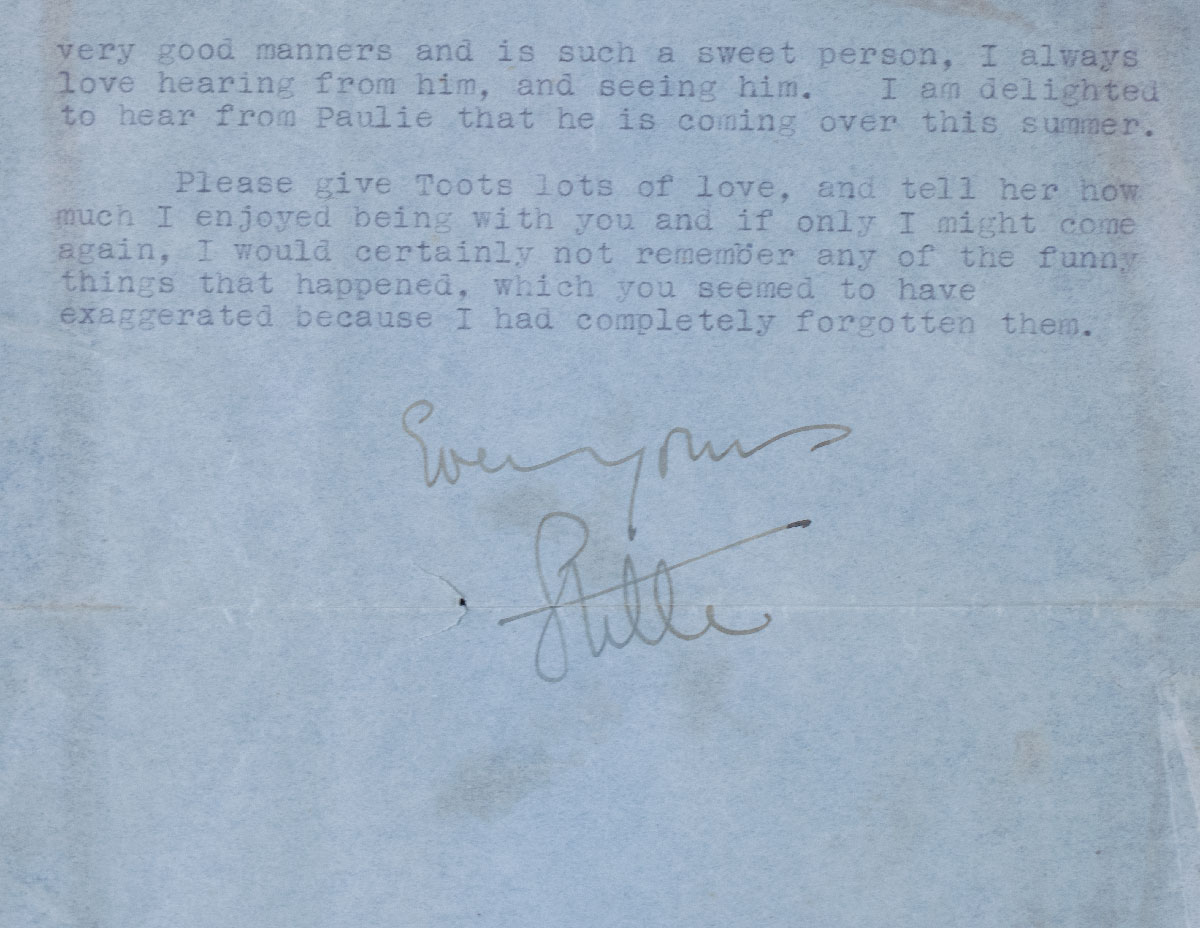 very good manners and is such a sweet person, I always
love hearing from him, and seeing him. I am delighted
to hear from Paulie that he is coming over this summer.
Please give Toots lots of love, and tell her how
much I enjoyed being with you and if only I might come
again, I would certainly not remember any of the funny
things that happened, which you seemed to have
exaggerated because I had completely forgotten them.
Ever yours